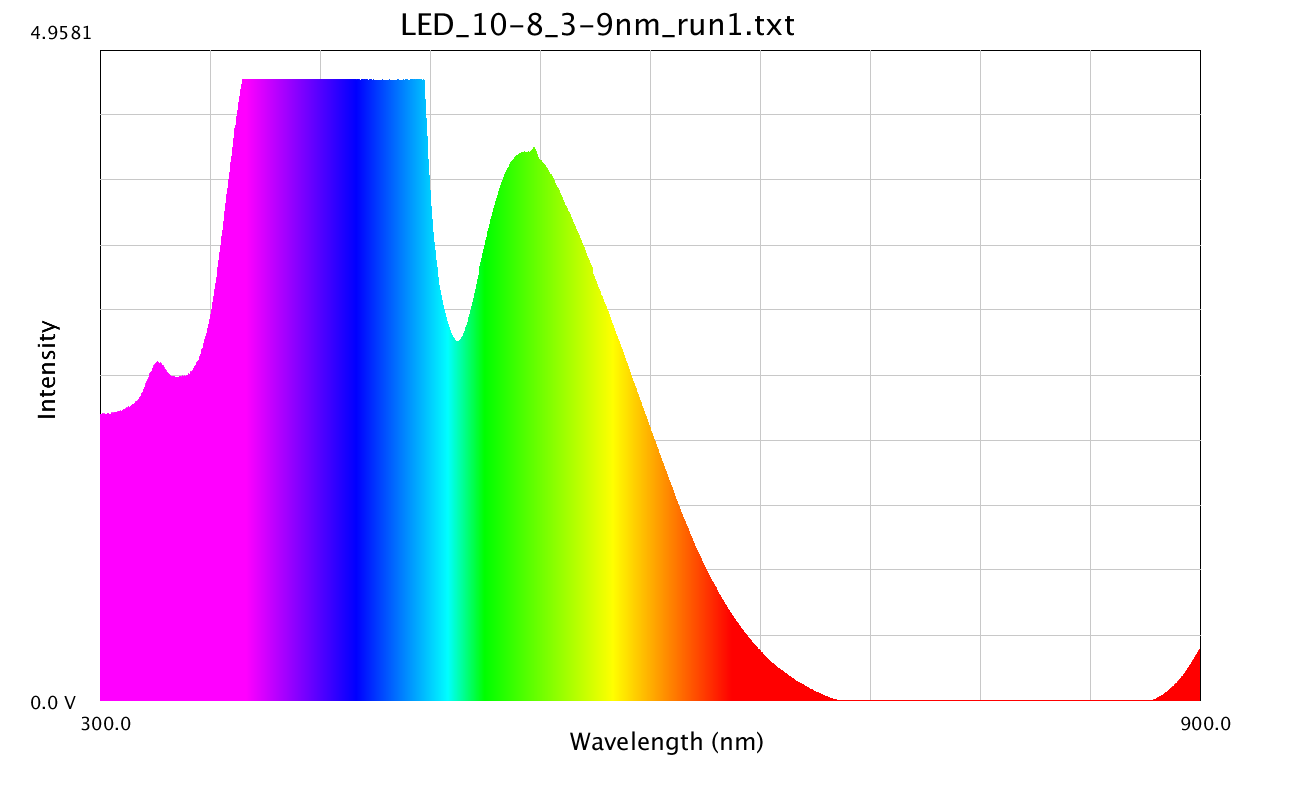 LED_10-8_3-9nm_run1.txt
4.9581
Intensity
0.0 V
300.0
900.0
Wavelength (nm)